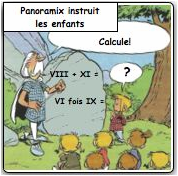 Panoramix instruit
les enfants
Calcule!
VIII + XI =
?
VI fois IX =